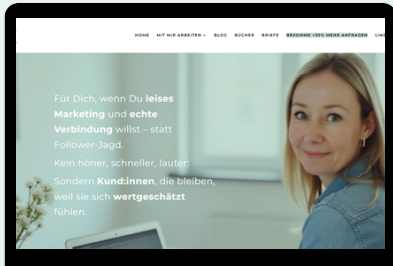 HOME MIT MIR ARBEITEN BLOG BÜCHER BRIEFE BEKOMME +30% MEHR ANFRAGEN
Für Dich, wenn Du leises
Marketing und echte
Verbindung willst – statt
Follower-Jagd.
Kein höher, schneller, lauter:
Sondern Kund:innen, die bleiben,
weil sie sich wertgeschätzt
fühlen.